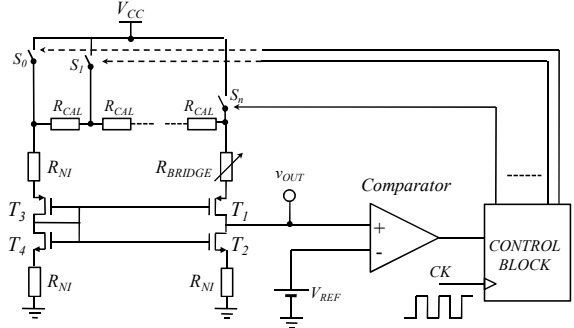 V_CC
S_0
S_1
S_n
R_CAL R_CAL R_CAL
R_NI R_BRIDGE v_OUT
Comparator
T_3 T_1
T_4 T_2
+
-
CONTROL
BLOCK
CK
R_NI R_NI V_REF